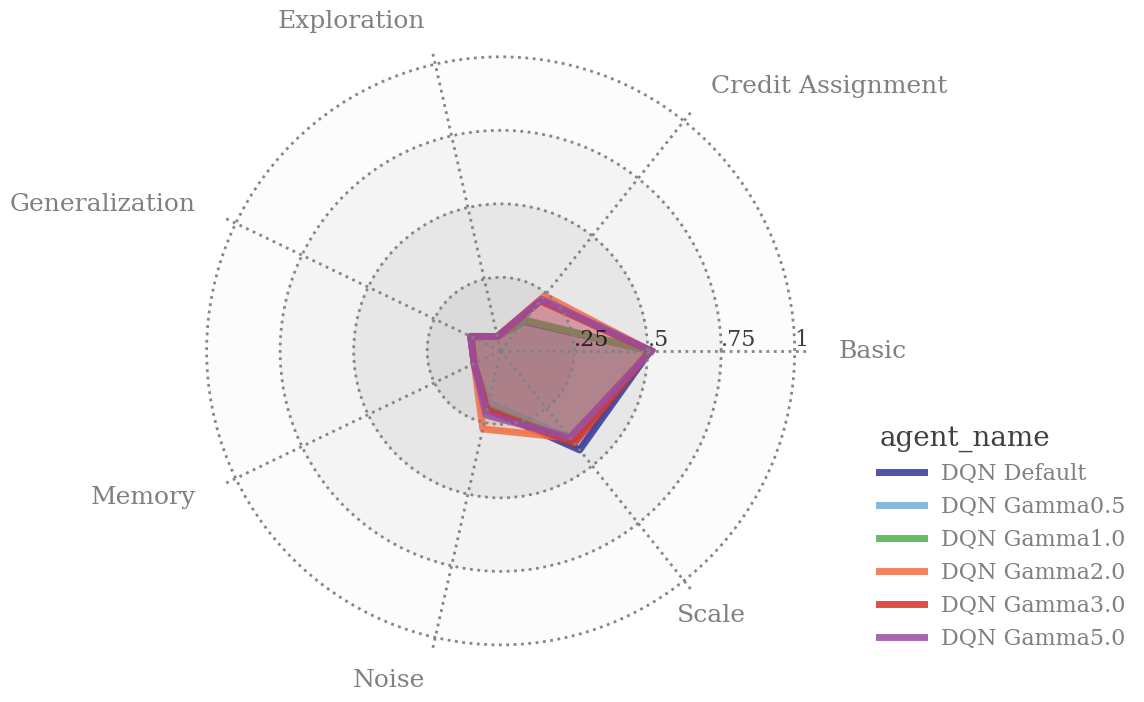 Exploration
Credit Assignment
Generalization
.25
.5
.75
1
Basic
Memory
Scale
Noise
agent_name
DQN Default
DQN Gamma0.5
DQN Gamma1.0
DQN Gamma2.0
DQN Gamma3.0
DQN Gamma5.0